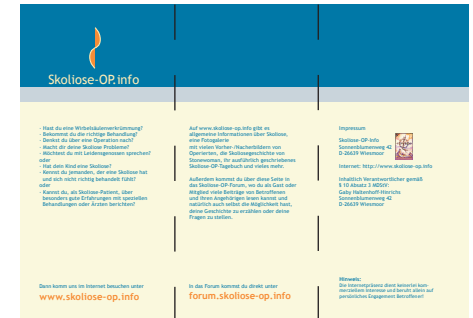 Skoliose-OP.info
- Hast du eine Wirbelsäulenverkrümmung?
- Bekommst du die richtige Behandlung?
- Denkst du über eine Operation nach?
- Macht dir deine Skoliose Probleme?
- Möchtest du mit Leidensgenossen sprechen?
oder
- Hat dein Kind eine Skoliose?
- Kennst du jemanden, der eine Skoliose hat
und sich nicht richtig behandelt fühlt?
oder
- Kannst du, als Skoliose-Patient, über
besonders gute Erfahrungen mit speziellen
Behandlungen oder Ärzten berichten?
Dann komm uns im Internet besuchen unter
www.skoliose-op.info
Auf www.skoliose-op.info gibt es
allgemeine Informationen über Skoliose,
eine Fotogalerie
mit vielen Vorher-/Nacherbildern von
Operierten, die Skoliosegeschichte von
Stonewoman, ihr ausführlich geschriebenes
Skoliose-OP-Tagebuch und vieles mehr.
Außerdem kommst du über diese Seite in
das Skoliose-OP-Forum, wo du als Gast oder
Mitglied viele Beiträge von Betroffenen
und ihren Angehörigen lesen kannst und
natürlich auch selbst die Möglichkeit hast,
deine Geschichte zu erzählen oder deine
Fragen zu stellen.
In das Forum kommst du direkt unter
forum.skoliose-op.info
Impressum
Skoliose-OP-Info
Sonnenblumenweg 42
D-26639 Wiesmoor
Internet: http://www.skoliose-op.info
Inhaltlich Verantwortlicher gemäß
§ 10 Absatz 3 MDStV:
Gaby Haltenhoff-Hinrichs
Sonnenblumenweg 42
D-26639 Wiesmoor
Hinweis:
Die Internetpräsenz dient keinerlei kom-
merziellem Interesse und beruht allein auf
persönliches Engagement Betroffener!